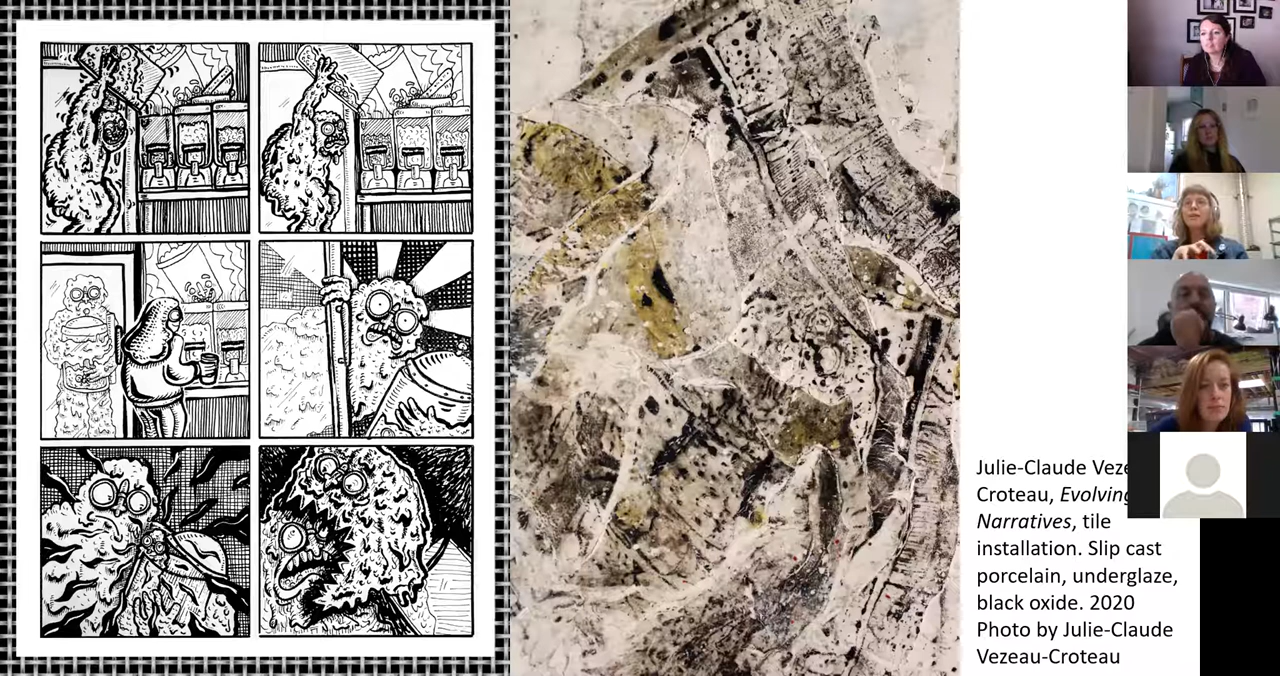 Julie-Claude
Croteau, Evolving
Narratives, tile
installation. Slip cast
porcelain, underglaze,
black oxide. 2020
Photo by Julie-Claude
Vezeau-Croteau